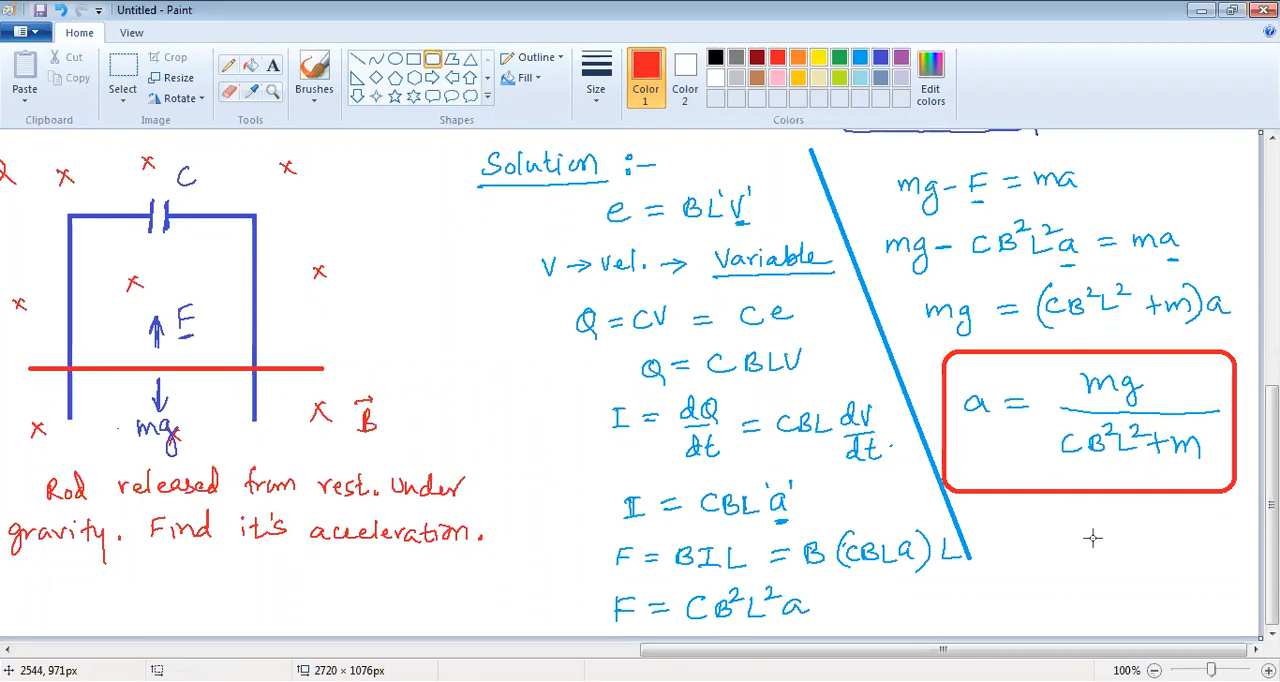 Untitled - Paint
Home View
Paste
Cut
Copy
Clipboard
Select
Crop
Resize
Rotate
Image
A
Tools
Brushes
Shapes
Outline
Fill
Size
Color 1
Color 2
Colors
Edit colors
x x C x
x x x
F
x x x B⃗
mg
Rod released from rest. Under
gravity. Find it's acceleration.
Solution :-
e = BL'V'
V → vel. → Variable
Q = CV = Ce
Q = CBLV
I = dQ/dt = CBL dV/dt.
I = CBL'a'
F = BIL = B(CBLa)L
F = CB²L²a
mg - F = ma
mg - CB²L²a = ma
mg = (CB²L² + m)a
a = mg/CB²L²+m
2544, 971px
2720 × 1076px
100%